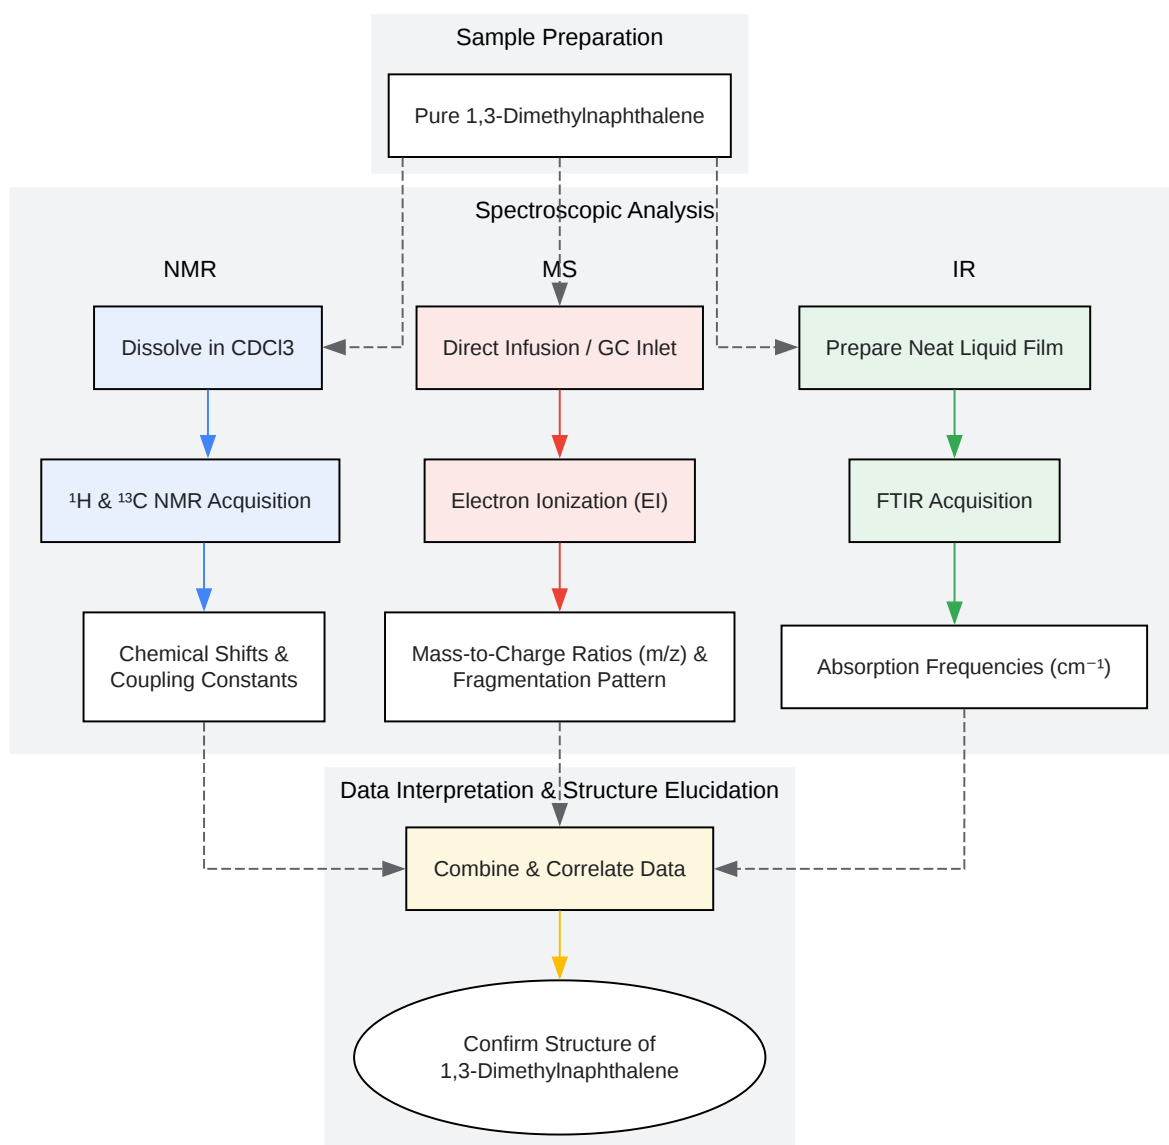 Sample Preparation
Pure 1,3-Dimethylnaphthalene
Spectroscopic Analysis
NMR
MS
IR
Dissolve in CDCl3
Direct Infusion / GC Inlet
Prepare Neat Liquid Film
¹H & ¹³C NMR Acquisition
Electron Ionization (EI)
FTIR Acquisition
Chemical Shifts &
Coupling Constants
Mass-to-Charge Ratios (m/z) &
Fragmentation Pattern
Absorption Frequencies (cm⁻¹)
Data Interpretation & Structure Elucidation
Combine & Correlate Data
Confirm Structure of
1,3-Dimethylnaphthalene